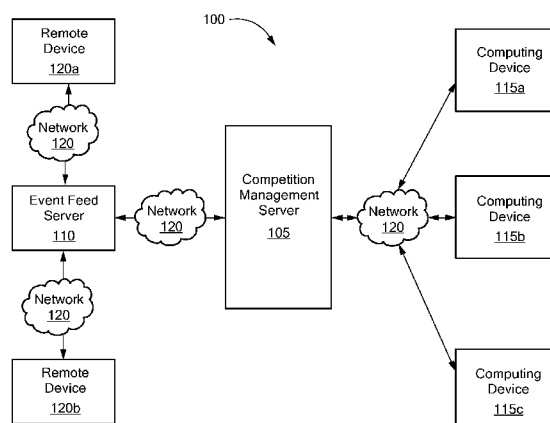 100
Remote
Device
120a
Network
120
Event Feed
Server
110
Network
120
Remote
Device
120b
Network
120
Competition
Management
Server
105
Network
120
Computing
Device
115a
Computing
Device
115b
Computing
Device
115c